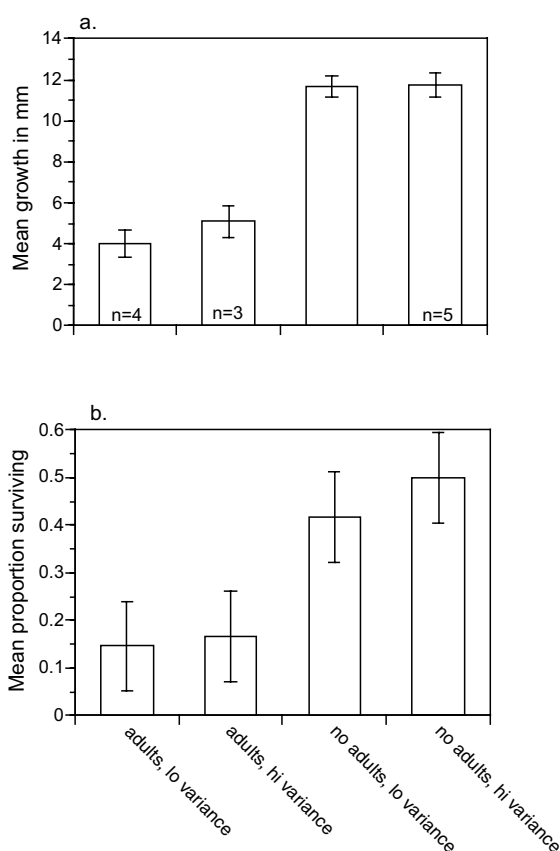 a.
14
12
10
8
6
4
2
0
Mean growth in mm
n=4
n=3
n=5
b.
0.6
0.5
0.4
0.3
0.2
0.1
0
Mean proportion surviving
adults, lo variance
adults, hi variance
no adults, lo variance
no adults, hi variance